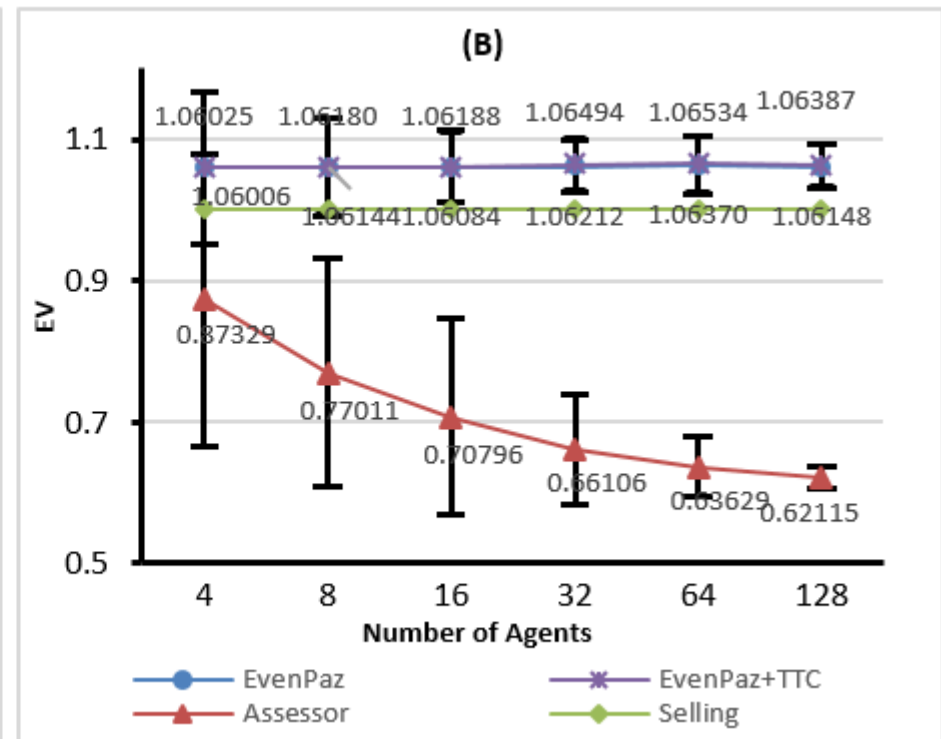 (B)
1.06025 1.06180 1.06188 1.06494 1.06534 1.06387
1.1
1.06006 1.06144 1.06084 1.06212 1.06370 1.06148
0.9
0.87329
0.77011
0.7
0.70796
0.66106
0.63629
0.62115
0.5
EV
4 8 16 32 64 128
Number of Agents
EvenPaz EvenPaz+TTC
Assessor Selling